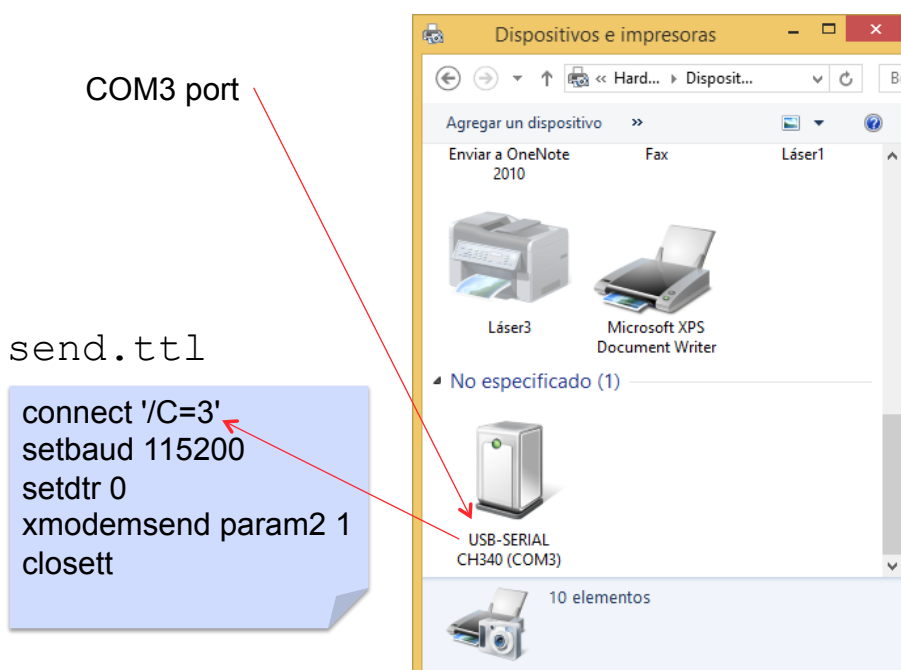 COM3 port
send.ttl
connect '/C=3'
setbaud 115200
setdtr 0
xmodemsend param2 1
closett
Dispositivos e impresoras
« Hard... Disposit...
Agregar un dispositivo »
Enviar a OneNote
2010
Fax
Láser1
Láser3
Microsoft XPS
Document Writer
No especificado (1)
USB-SERIAL
CH340 (COM3)
10 elementos